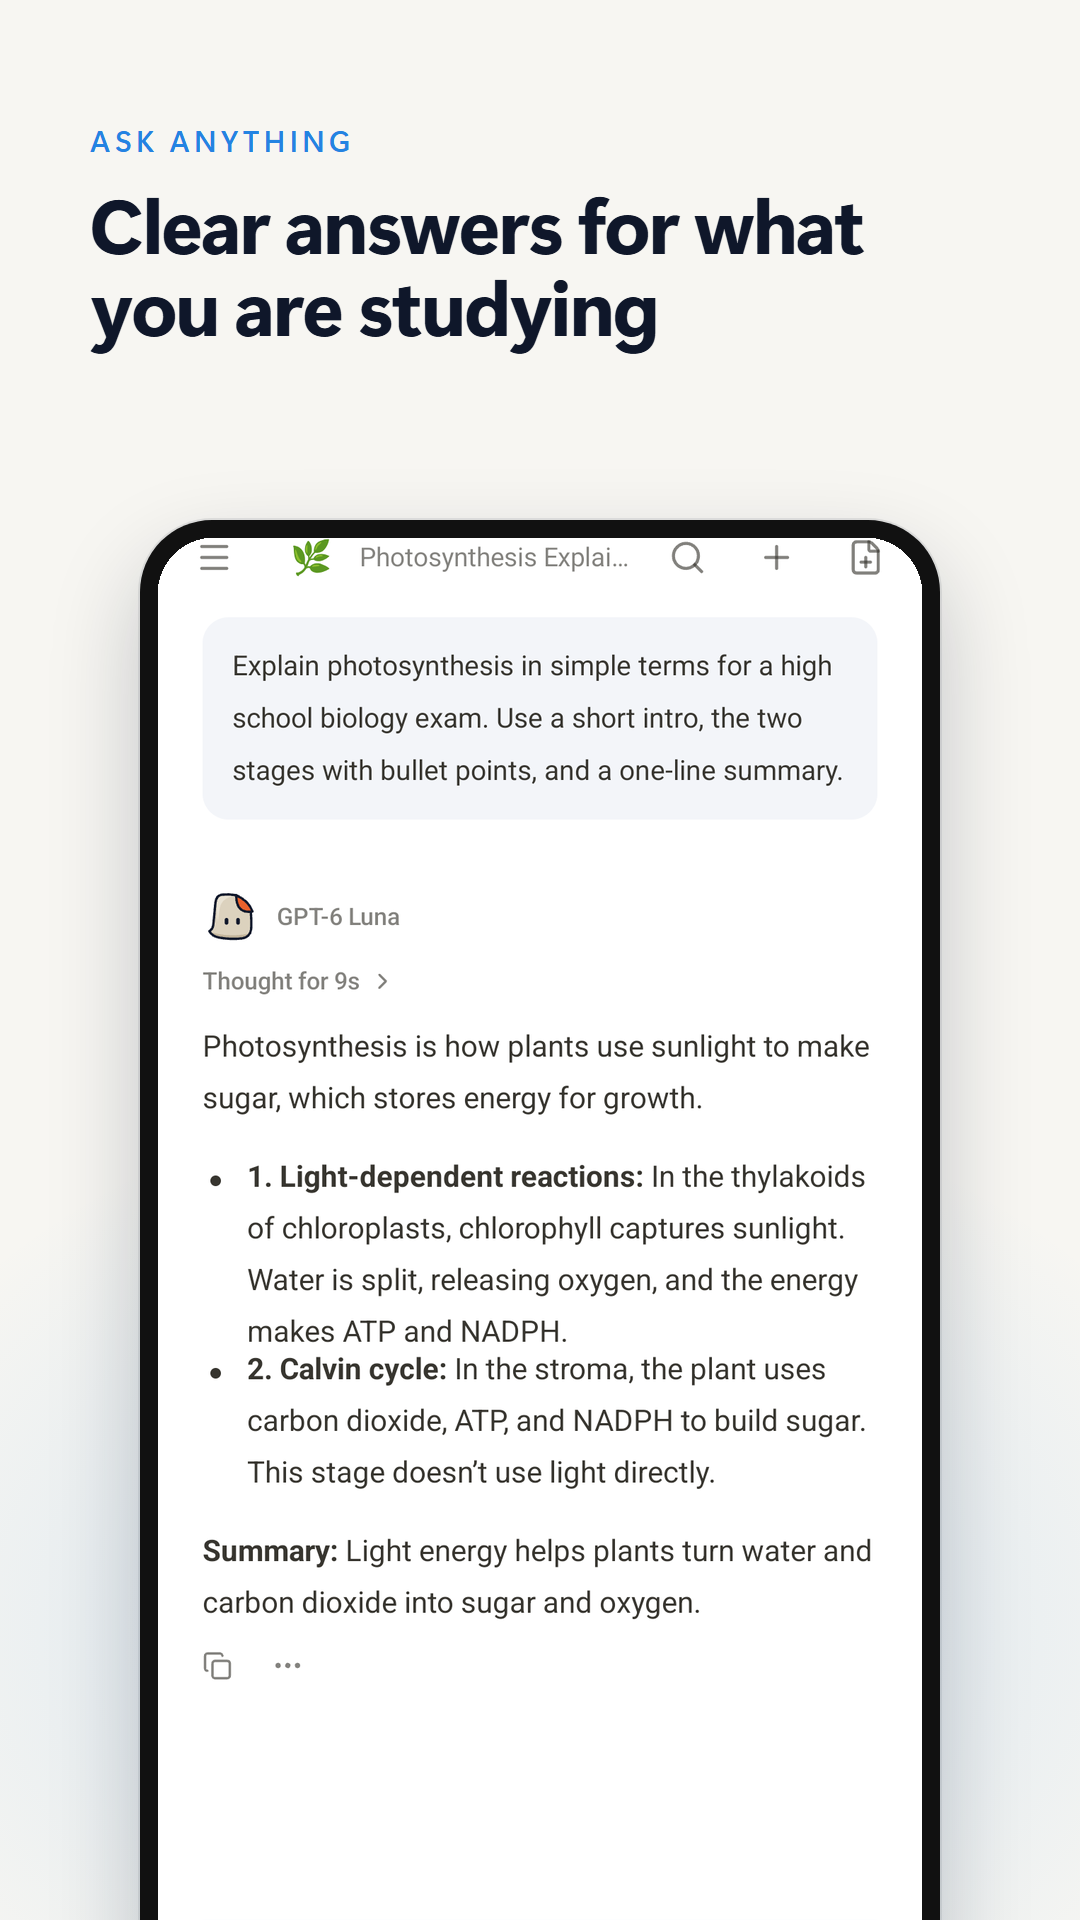 ASK ANYTHING
Clear answers for what
you are studying
Photosynthesis Explai...
Explain photosynthesis in simple terms for a high
school biology exam. Use a short intro, the two
stages with bullet points, and a one-line summary.
GPT-6 Luna
Thought for 9s
Photosynthesis is how plants use sunlight to make
sugar, which stores energy for growth.
• 1. Light-dependent reactions: In the thylakoids
of chloroplasts, chlorophyll captures sunlight.
Water is split, releasing oxygen, and the energy
makes ATP and NADPH.
• 2. Calvin cycle: In the stroma, the plant uses
carbon dioxide, ATP, and NADPH to build sugar.
This stage doesn’t use light directly.
Summary: Light energy helps plants turn water and
carbon dioxide into sugar and oxygen.